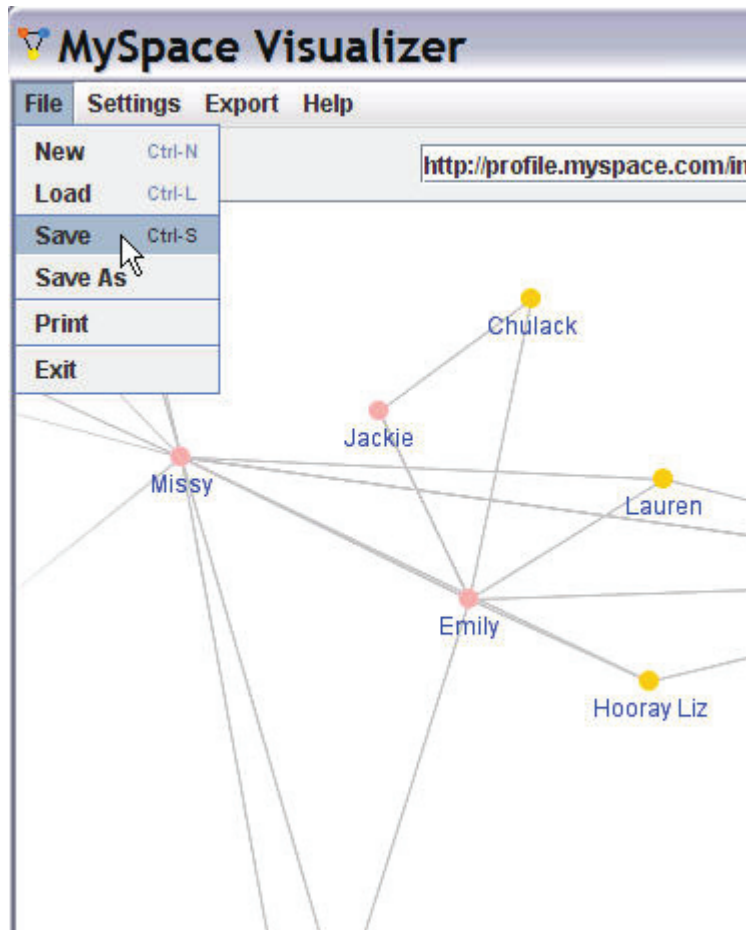 MySpace Visualizer
File Settings Export Help
New Ctrl-N
Load Ctrl-L
Save Ctrl-S
Save As
Print
Exit
http://profile.myspace.com/in
Chulack
Jackie
Missy
Lauren
Emily
Hooray Liz